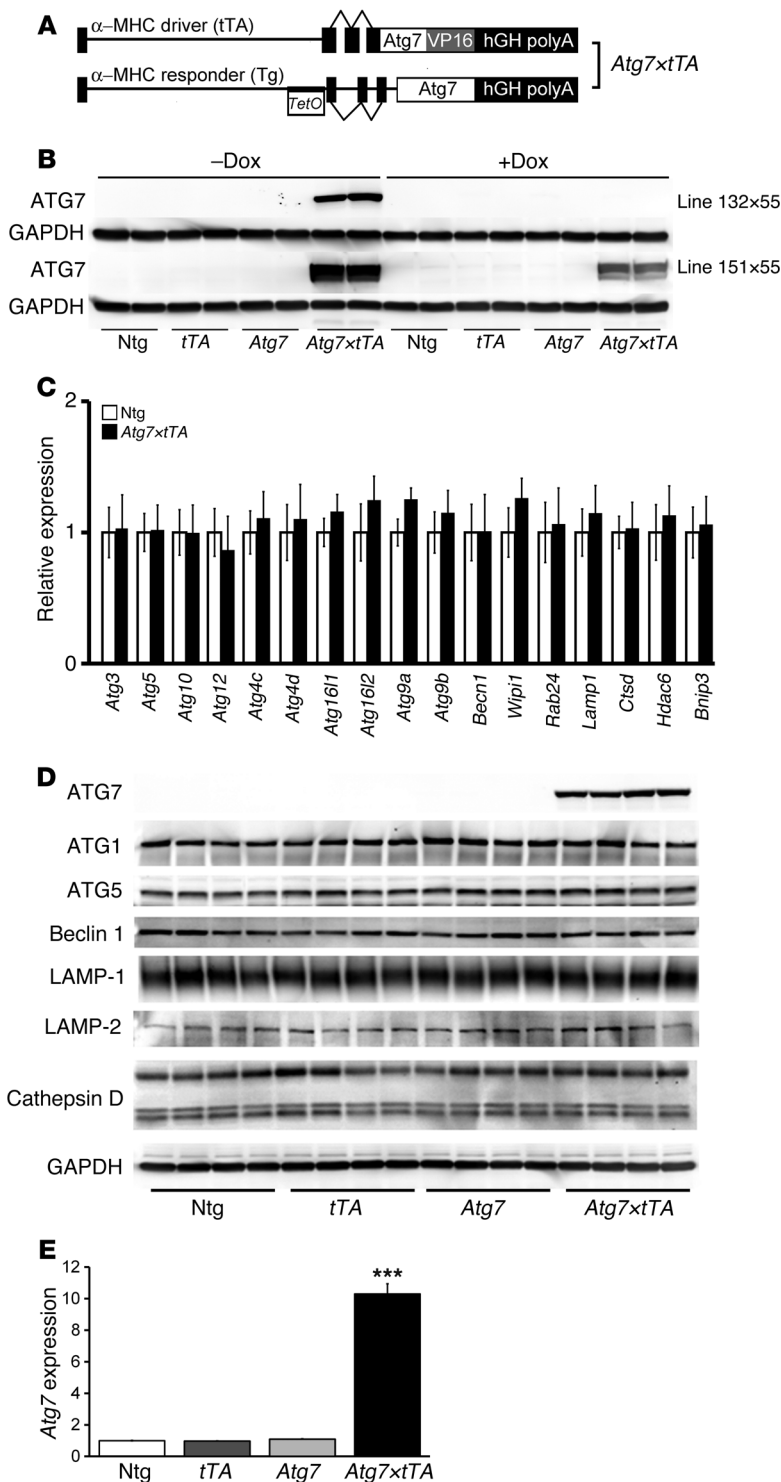 A
α–MHC driver (tTA)
Atg7 VP16 hGH polyA
α–MHC responder (Tg)
TetO
Atg7 hGH polyA
Atg7×tTA
B
–Dox +Dox
ATG7 Line 132×55
GAPDH
ATG7 Line 151×55
GAPDH
Ntg tTA Atg7 Atg7×tTA Ntg tTA Atg7 Atg7×tTA
C
Relative expression
2
1
0
Ntg
Atg7×tTA
Atg3 Atg5 Atg10 Atg12 Atg4c Atg4d Atg16l1 Atg16l2 Atg9a Atg9b Becn1 Wipi1 Rab24 Lamp1 Ctsd Hdac6 Bnip3
D
ATG7
ATG1
ATG5
Beclin 1
LAMP-1
LAMP-2
Cathepsin D
GAPDH
Ntg tTA Atg7 Atg7×tTA
E
Atg7 expression
12
10
8
6
4
2
0
***
Ntg tTA Atg7 Atg7×tTA